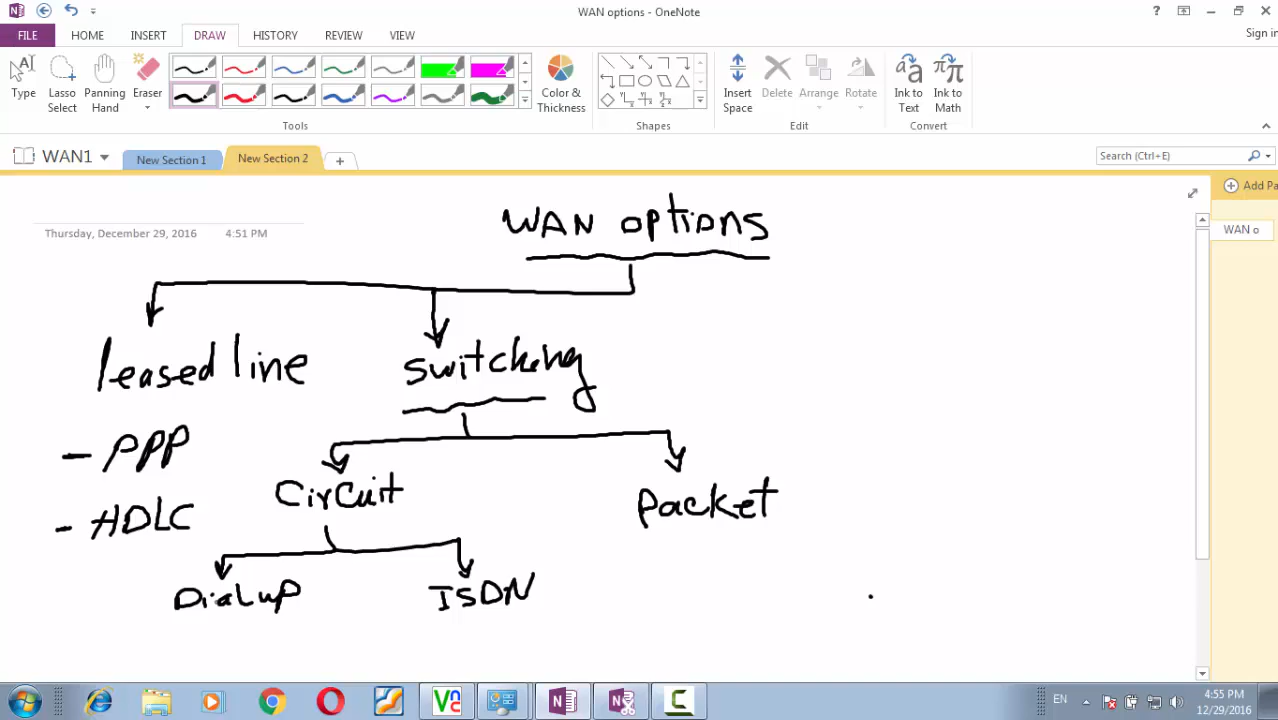 WAN options - OneNote
?
FILE HOME INSERT DRAW HISTORY REVIEW VIEW
Sign in
Type
Lasso Select
Panning Hand
Eraser
Color & Thickness
Insert Space
Delete
Arrange
Rotate
Ink to Text
Ink to Math
Tools
Shapes
Edit
Convert
WAN1
New Section 1
New Section 2
Search (Ctrl+E)
Add Pa
WAN o
Thursday, December 29, 2016 4:51 PM
WAN options
leased line
switching
- PPP
- HDLC
Circuit
Packet
Dialup
ISDN
EN
4:55 PM
12/29/2016